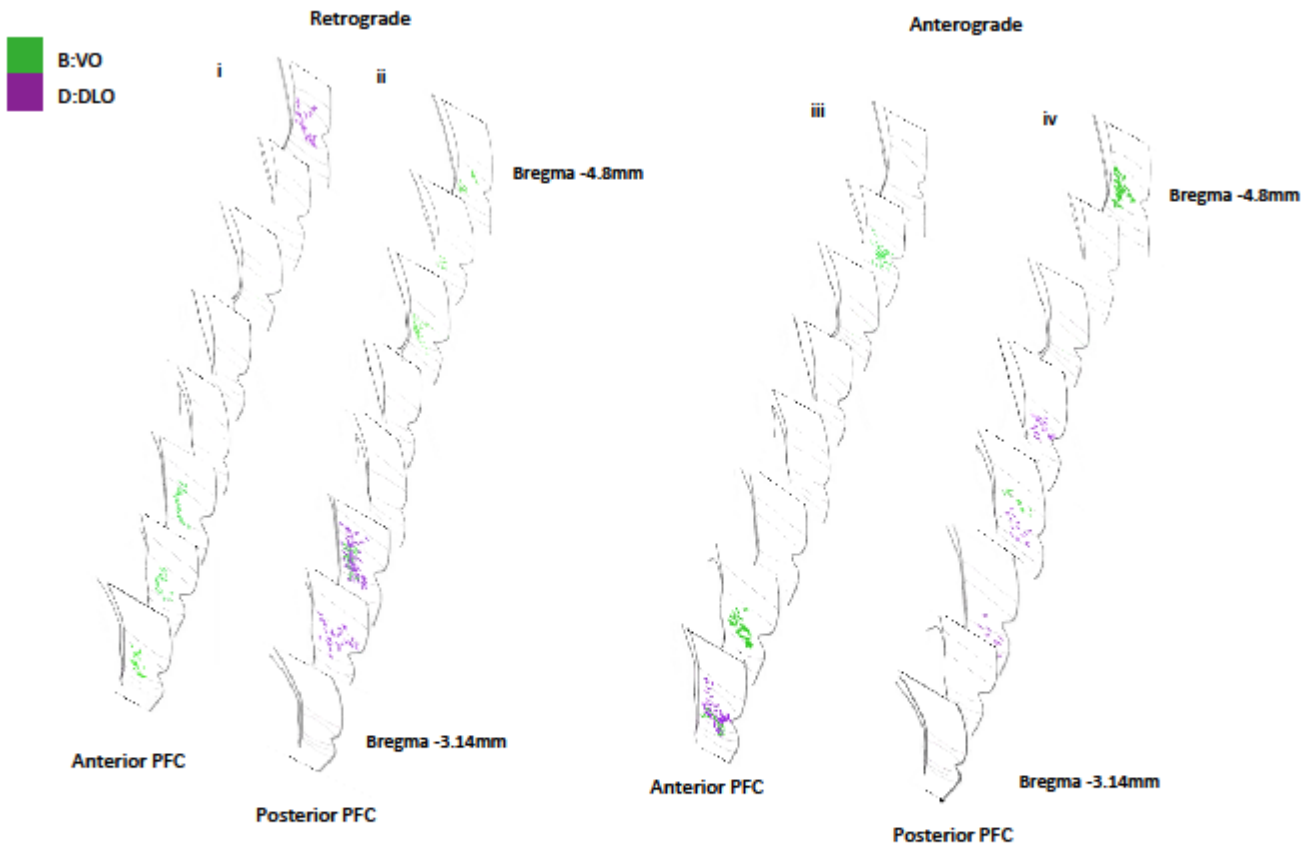 Retrograde
Anterograde
B:VO
D:DLO
i
ii
iii
iv
Bregma -4.8mm
Bregma -4.8mm
Bregma -3.14mm
Bregma -3.14mm
Anterior PFC
Posterior PFC
Anterior PFC
Posterior PFC